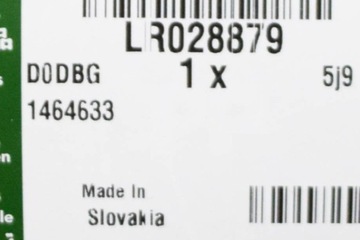 LR028879
D0DBG 1 x 5j9
1464633
Made In
Slovakia